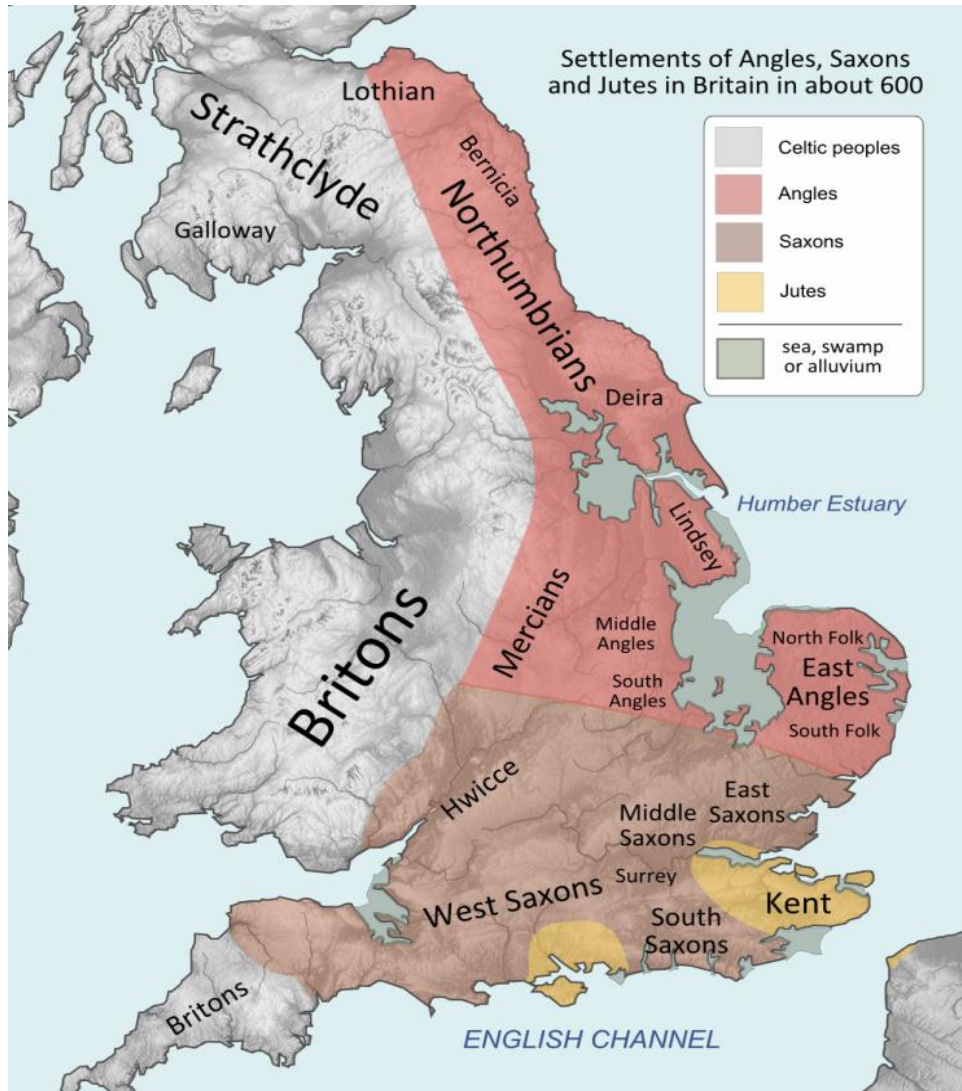 Settlements of Angles, Saxons
and Jutes in Britain in about 600
Celtic peoples
Angles
Saxons
Jutes
sea, swamp
or alluvium
Lothian
Strathclyde
Bernicia
Northumbrians
Galloway
Deira
Humber Estuary
Lindsey
Mercians
Middle
Angles
South
Angles
North Folk
East
Angles
South Folk
Britons
Hwicce
East
Saxons
Middle
Saxons
Surrey
West Saxons
Kent
South
Saxons
Britons
ENGLISH CHANNEL